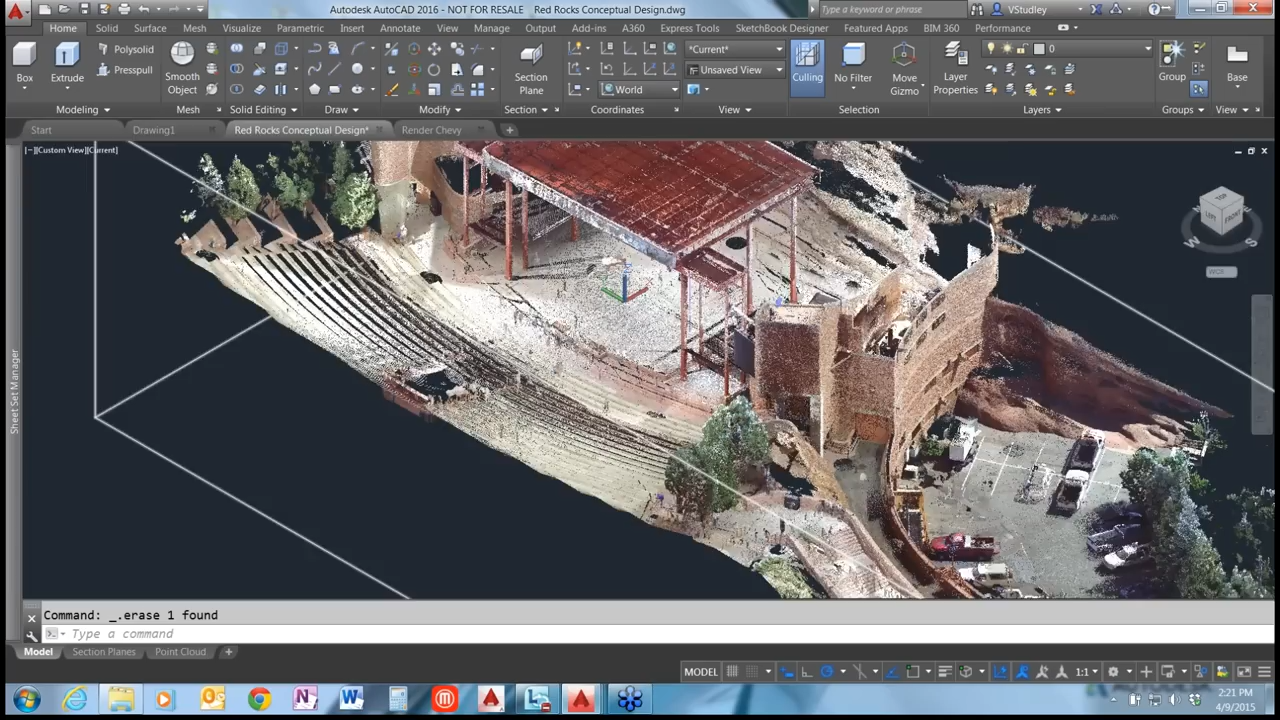 Autodesk AutoCAD 2016 - NOT FOR RESALE Red Rocks Conceptual Design.dwg
Type a keyword or phrase
VStudley
Home Solid Surface Mesh Visualize Parametric Insert Annotate View Manage Output Add-ins A360 Express Tools SketchBook Designer Featured Apps BIM 360 Performance
Polysolid
Presspull
Box
Extrude
Smooth
Object
Section
Plane
*Current*
Unsaved View
World
Culling
No Filter
Move
Gizmo
Layer
Properties
0
Group
Base
Modeling
Mesh
Solid Editing
Draw
Modify
Section
Coordinates
View
Selection
Layers
Groups
View
Start
Drawing1
Red Rocks Conceptual Design*
Render Chevy
[−][Custom View][Current]
TOP
LEFT
FRONT
W
S
Sheet Set Manager
Command: _.erase 1 found
Type a command
Model
Section Planes
Point Cloud
MODEL
1:1
2:21 PM
4/9/2015